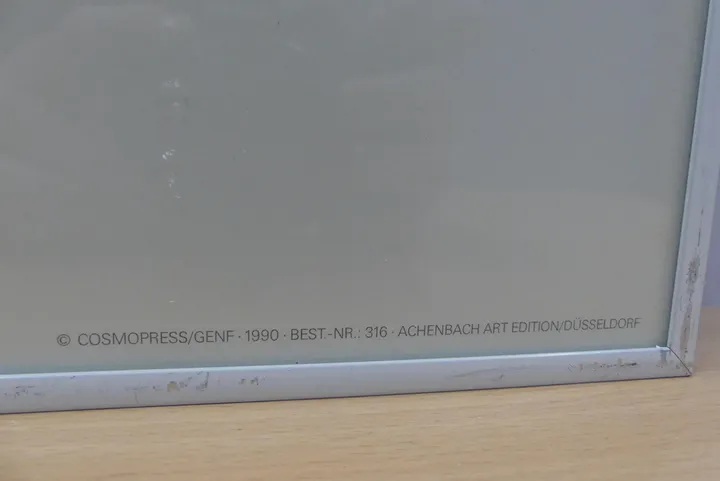 © COSMOPRESS/GENF · 1990 · BEST.-NR.: 316 · ACHENBACH ART EDITION/DÜSSELDORF